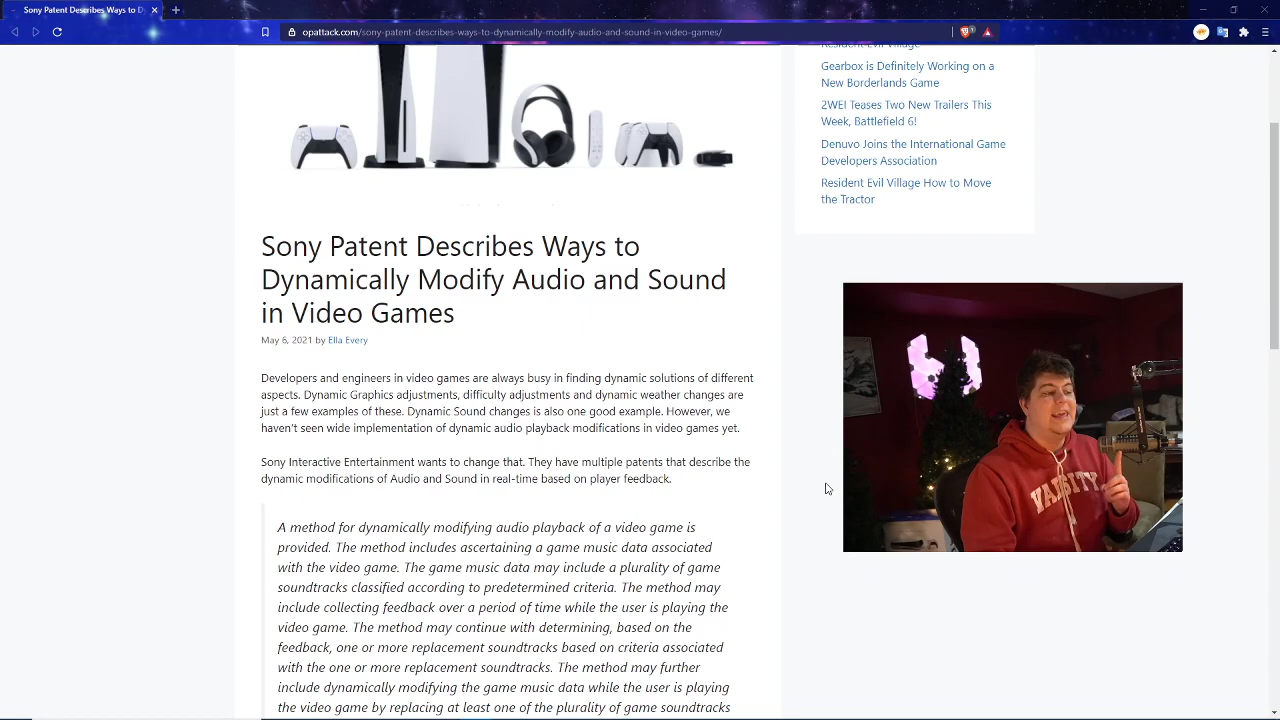 Sony Patent Describes Ways to D
opattack.com/sony-patent-describes-ways-to-dynamically-modify-audio-and-sound-in-video-games/
Resident Evil Village
Gearbox is Definitely Working on a
New Borderlands Game
2WEI Teases Two New Trailers This
Week, Battlefield 6!
Denuvo Joins the International Game
Developers Association
Resident Evil Village How to Move
the Tractor
Sony Patent Describes Ways to
Dynamically Modify Audio and Sound
in Video Games
May 6, 2021 by Ella Every
Developers and engineers in video games are always busy in finding dynamic solutions of different
aspects. Dynamic Graphics adjustments, difficulty adjustments and dynamic weather changes are
just a few examples of these. Dynamic Sound changes is also one good example. However, we
haven't seen wide implementation of dynamic audio playback modifications in video games yet.
Sony Interactive Entertainment wants to change that. They have multiple patents that describe the
dynamic modifications of Audio and Sound in real-time based on player feedback.
A method for dynamically modifying audio playback of a video game is
provided. The method includes ascertaining a game music data associated
with the video game. The game music data may include a plurality of game
soundtracks classified according to predetermined criteria. The method may
include collecting feedback over a period of time while the user is playing the
video game. The method may continue with determining, based on the
feedback, one or more replacement soundtracks based on criteria associated
with the one or more replacement soundtracks. The method may further
include dynamically modifying the game music data while the user is playing
the video game by replacing at least one of the plurality of game soundtracks
VARSITY